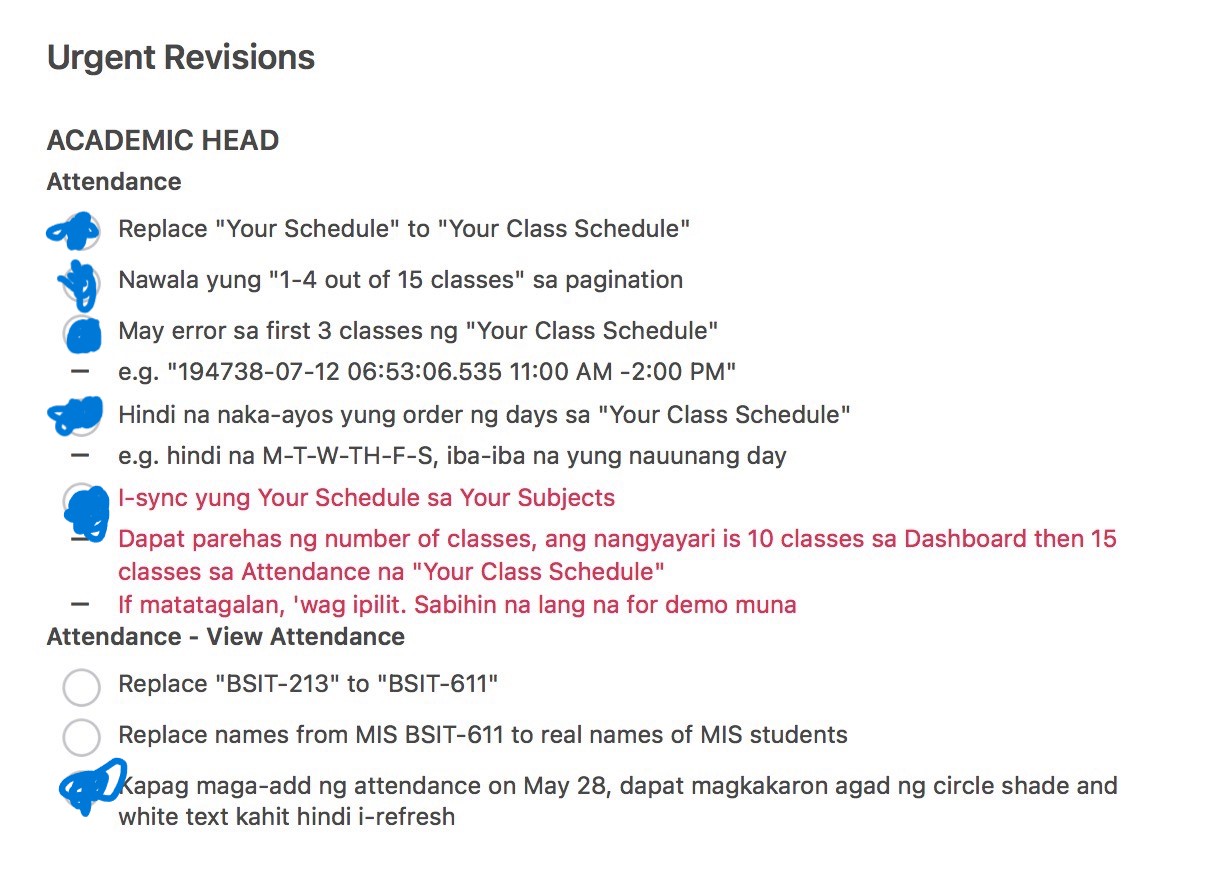 Urgent Revisions
ACADEMIC HEAD
Attendance
Replace "Your Schedule" to "Your Class Schedule"
Nawala yung "1-4 out of 15 classes" sa pagination
May error sa first 3 classes ng "Your Class Schedule"
– e.g. "194738-07-12 06:53:06.535 11:00 AM -2:00 PM"
Hindi na naka-ayos yung order ng days sa "Your Class Schedule"
– e.g. hindi na M-T-W-TH-F-S, iba-iba na yung nauunang day
I-sync yung Your Schedule sa Your Subjects
– Dapat parehas ng number of classes, ang nangyayari is 10 classes sa Dashboard then 15
classes sa Attendance na "Your Class Schedule"
– If matatagalan, 'wag ipilit. Sabihin na lang na for demo muna
Attendance - View Attendance
Replace "BSIT-213" to "BSIT-611"
Replace names from MIS BSIT-611 to real names of MIS students
Kapag maga-add ng attendance on May 28, dapat magkakaron agad ng circle shade and
white text kahit hindi i-refresh